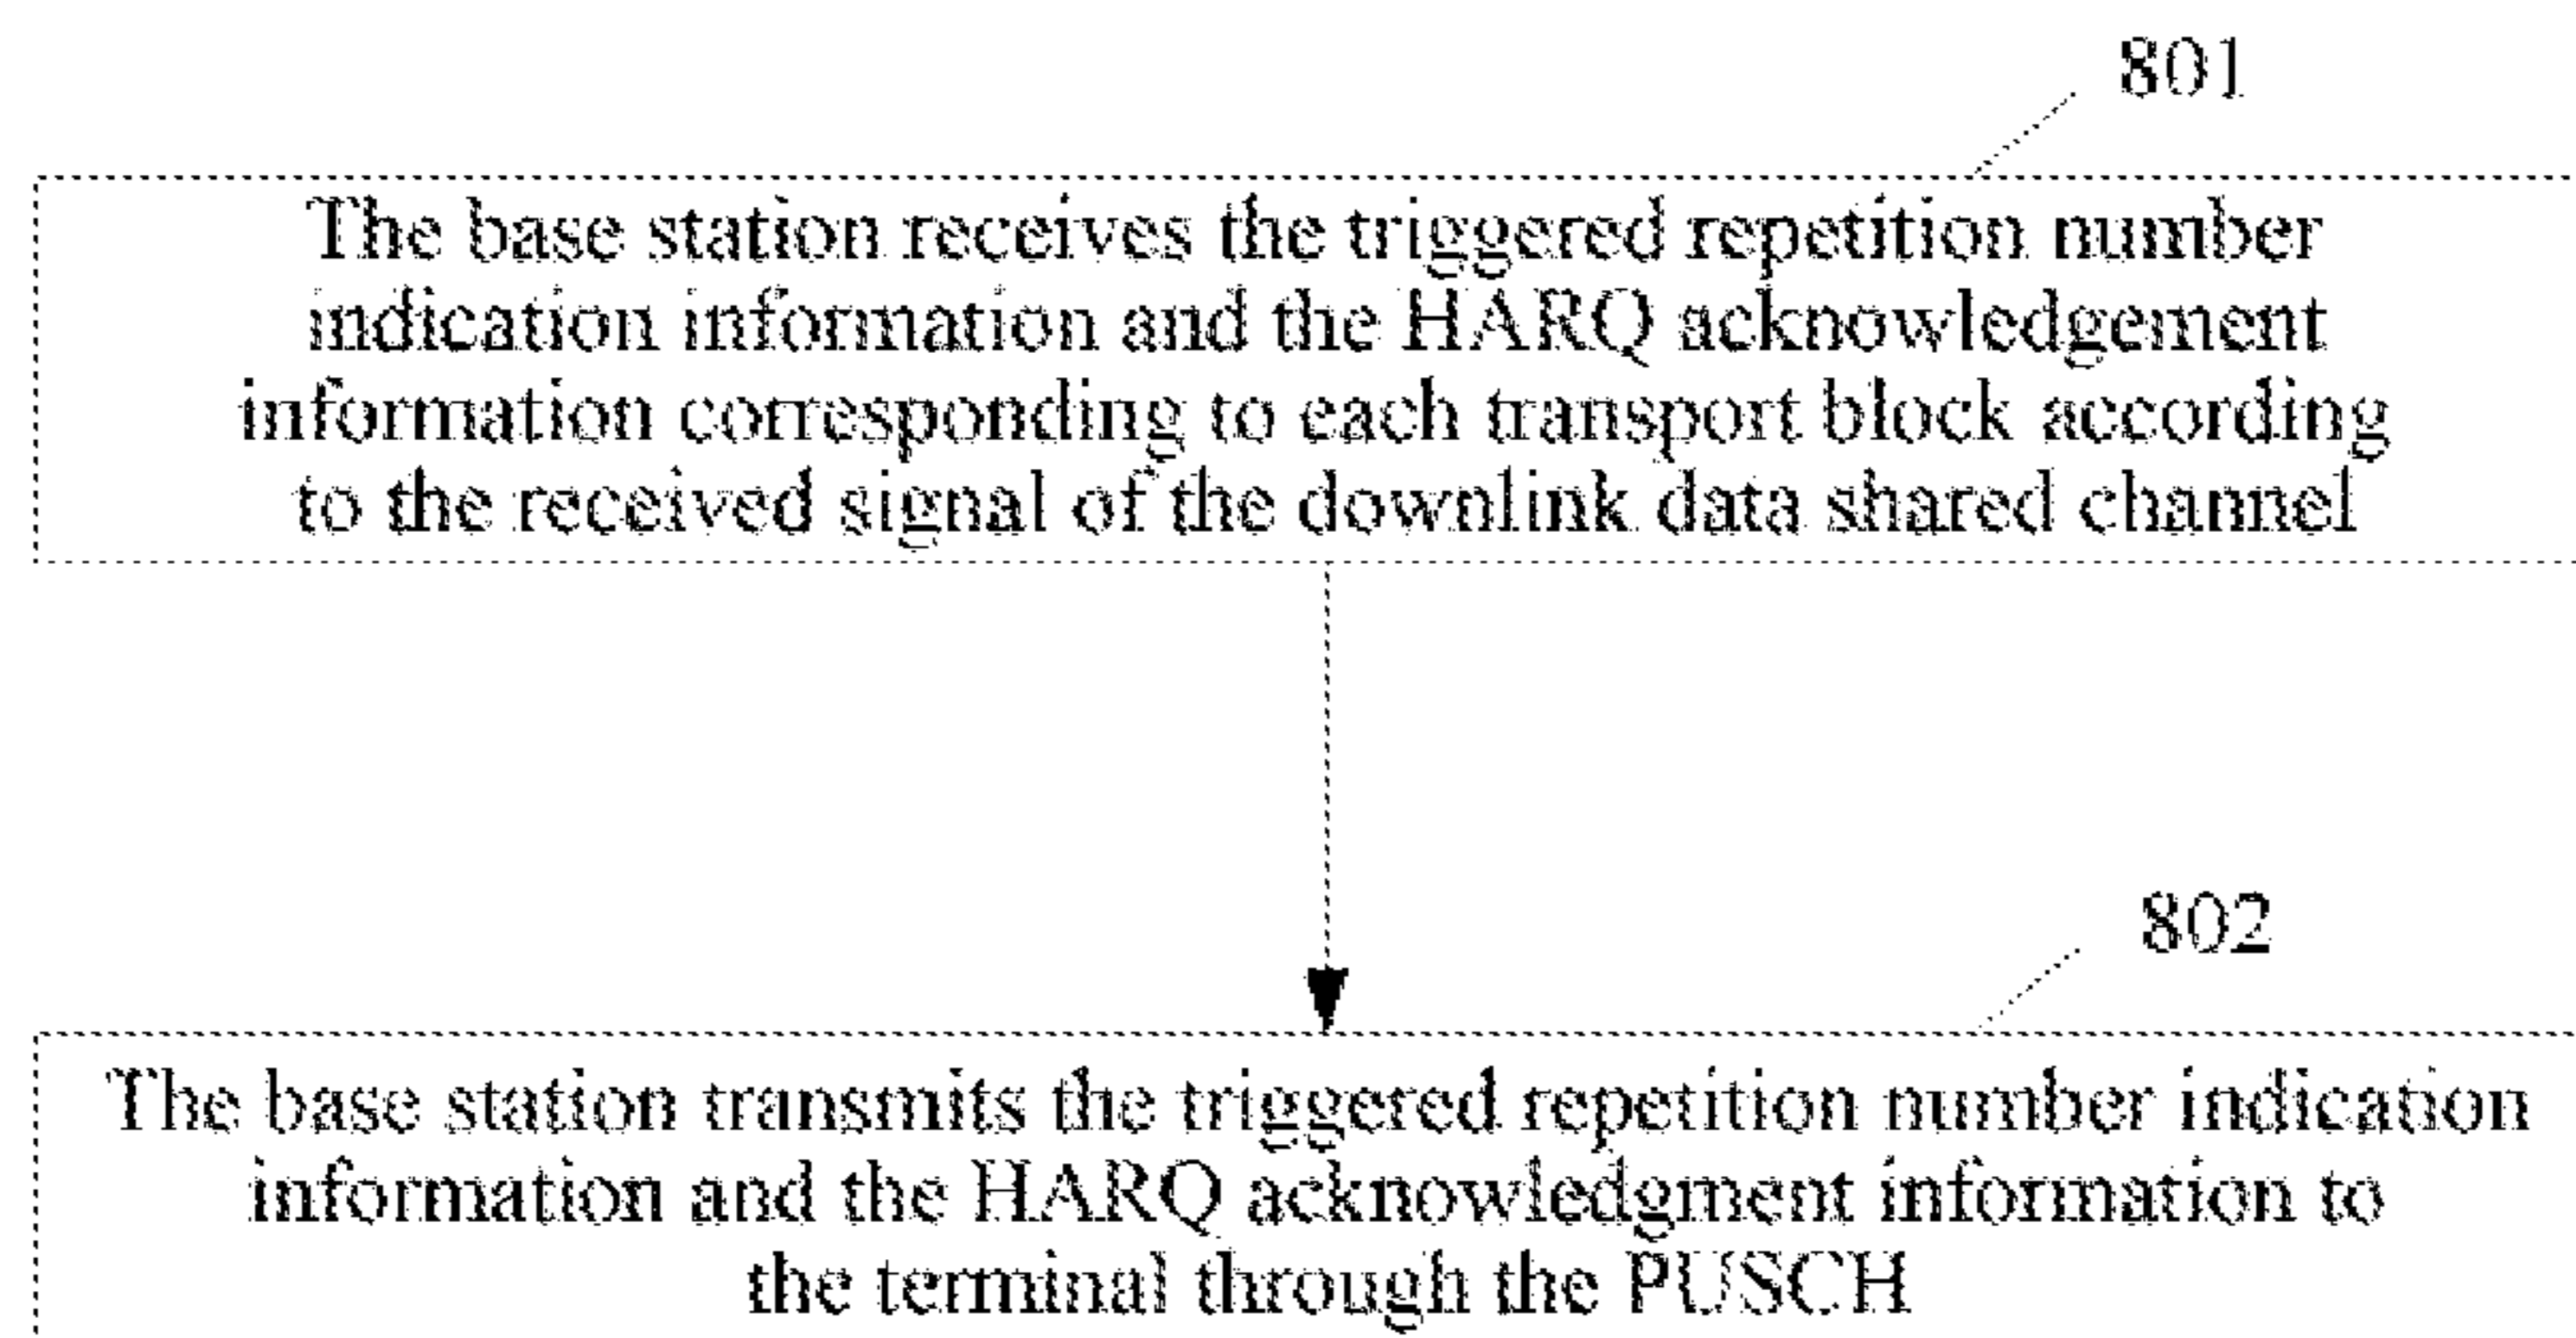 801
The base station receives the triggered repetition number
indication information and the HARQ acknowledgement
information corresponding to each transport block according
to the received signal of the downlink data shared channel
802
The base station transmits the triggered repetition number indication
information and the HARQ acknowledgment information to
the terminal through the PUSCH